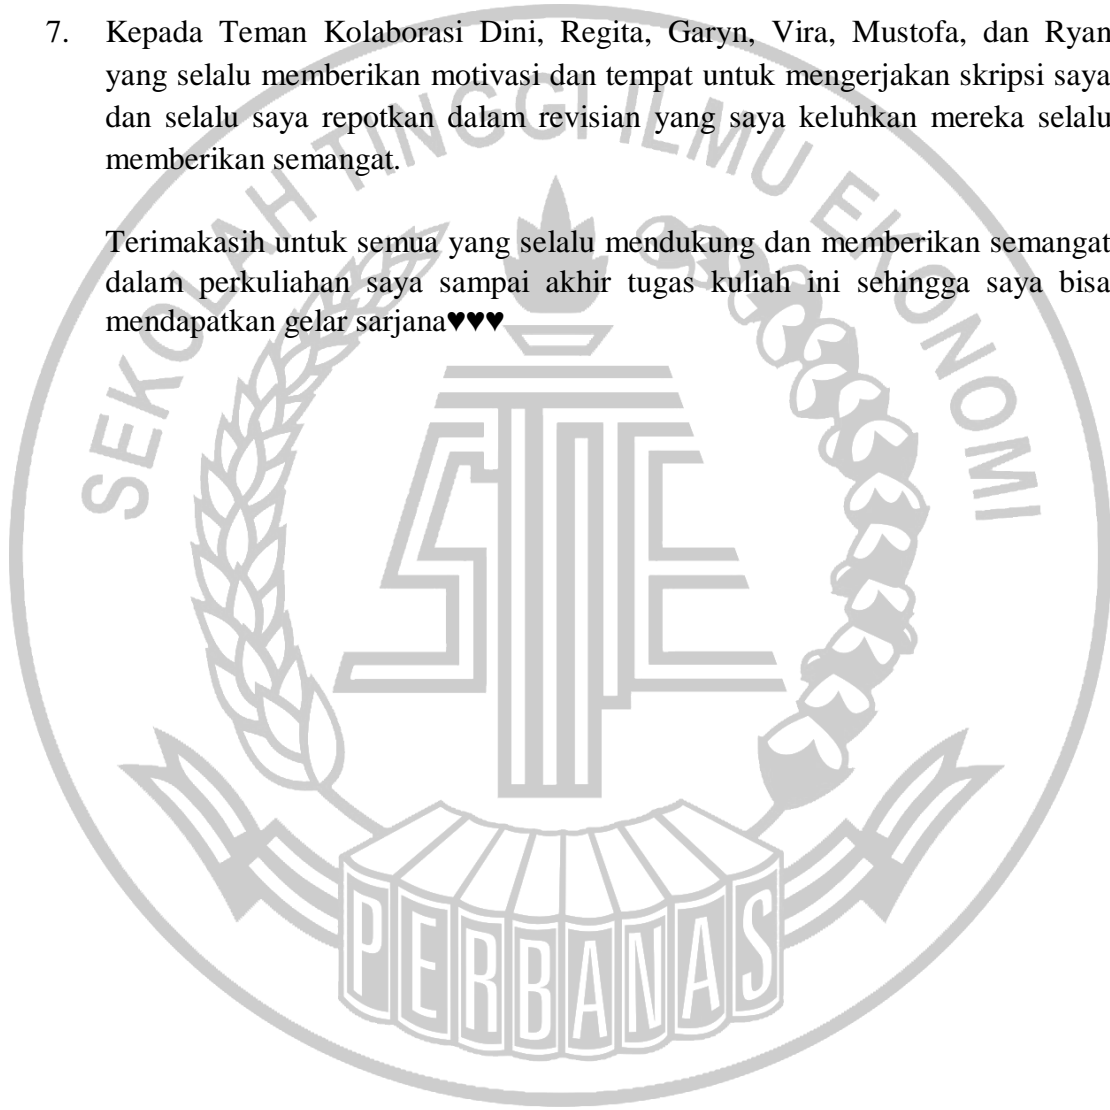 7. Kepada Teman Kolaborasi Dini, Regita, Garyn, Vira, Mustofa, dan Ryan
yang selalu memberikan motivasi dan tempat untuk mengerjakan skripsi saya
dan selalu saya repotkan dalam revisian yang saya keluhkan mereka selalu
memberikan semangat.
Terimakasih untuk semua yang selalu mendukung dan memberikan semangat
dalam perkuliahan saya sampai akhir tugas kuliah ini sehingga saya bisa
mendapatkan gelar sarjana♥♥♥
SEKOLAH TINGGI ILMU EKONOMI
STIE
PERBANAS